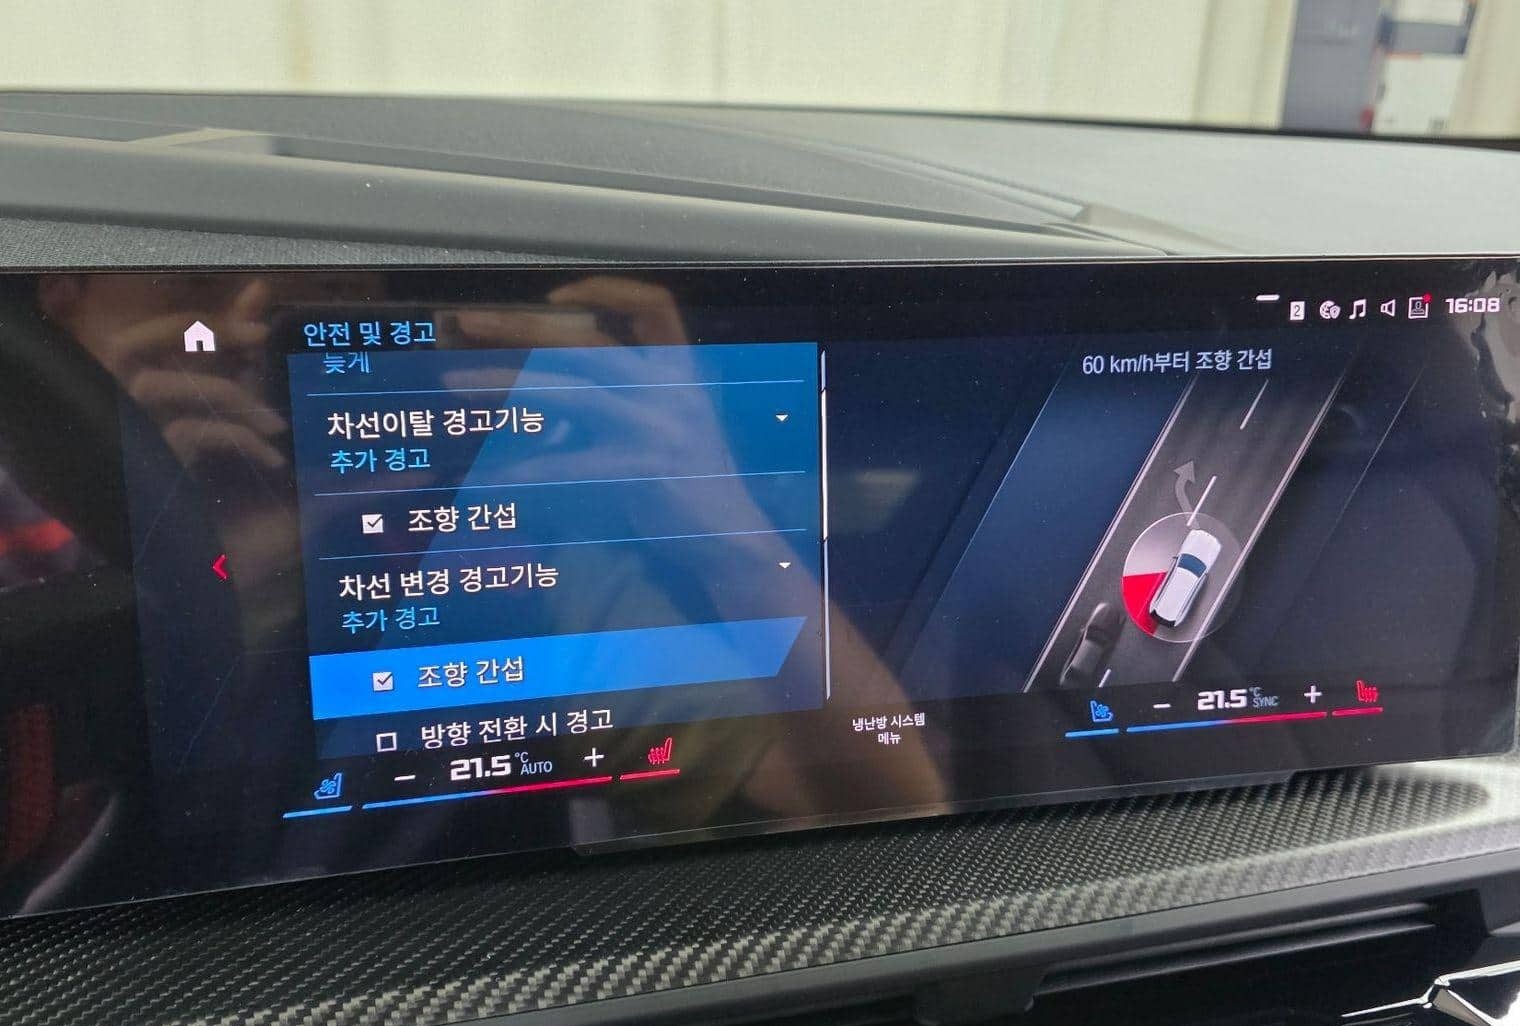 안전 및 경고
늦게
차선이탈 경고기능
추가 경고
조향 간섭
차선 변경 경고기능
추가 경고
조향 간섭
방향 전환 시 경고
21.5 °C AUTO
냉난방 시스템
메뉴
2
16:08
60 km/h부터 조향 간섭
21.5 °C SYNC